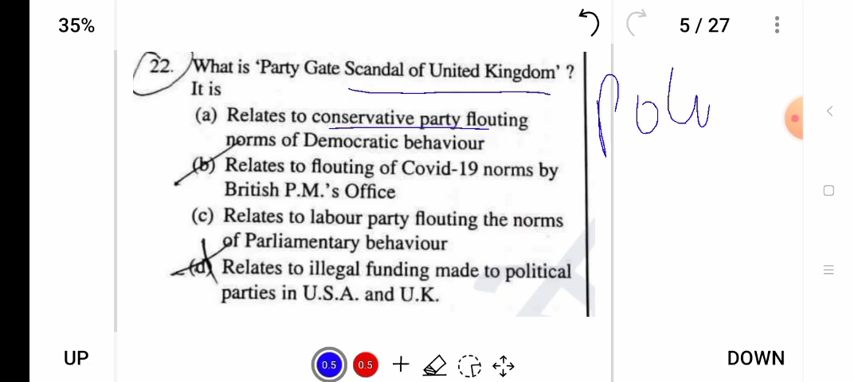 35%
5 / 27
22. What is 'Party Gate Scandal of United Kingdom' ?
It is
(a) Relates to conservative party flouting
norms of Democratic behaviour
(b) Relates to flouting of Covid-19 norms by
British P.M.'s Office
(c) Relates to labour party flouting the norms
of Parliamentary behaviour
(d) Relates to illegal funding made to political
parties in U.S.A. and U.K.
UP
0.5
0.5
DOWN